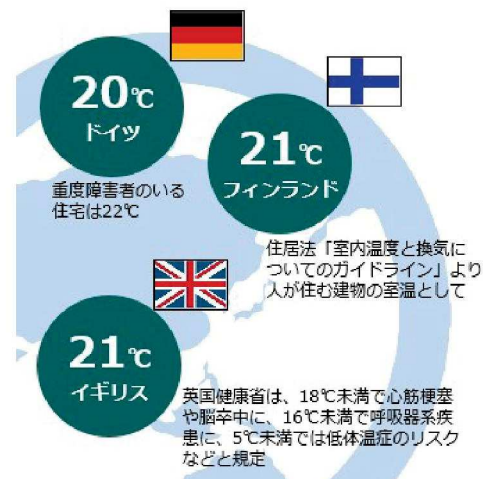 20℃
ドイツ
重度障害者のいる
住宅は22℃
21℃
フィンランド
住居法「室内温度と換気に
ついてのガイドライン」より
人が住む建物の室温として
21℃
イギリス
英国健康省は、18℃未満で心筋梗塞
や脳卒中に、16℃未満で呼吸器系疾
患に、5℃未満では低体温症のリスク
などと規定